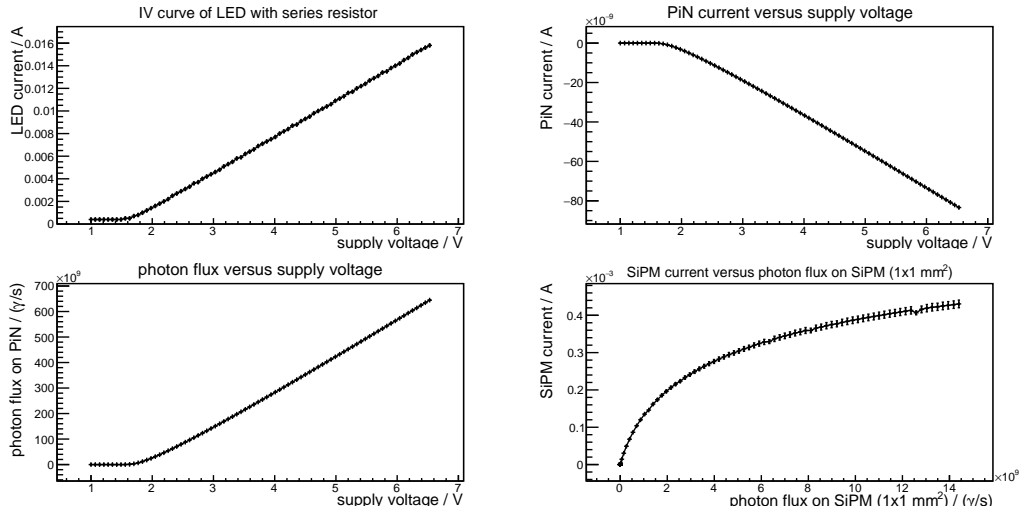 IV curve of LED with series resistor
LED current / A
0.016
0.014
0.012
0.01
0.008
0.006
0.004
0.002
0
1 2 3 4 5 6 7
supply voltage / V
PiN current versus supply voltage
×10⁻⁹
PiN current / A
0
−20
−40
−60
−80
1 2 3 4 5 6 7
supply voltage / V
photon flux versus supply voltage
×10⁹
photon flux on PiN / (γ/s)
700
600
500
400
300
200
100
0
1 2 3 4 5 6 7
supply voltage / V
SiPM current versus photon flux on SiPM (1x1 mm²)
×10⁻³
SiPM current / A
0.4
0.3
0.2
0.1
0
0 2 4 6 8 10 12 14
×10⁹
photon flux on SiPM (1x1 mm²) / (γ/s)